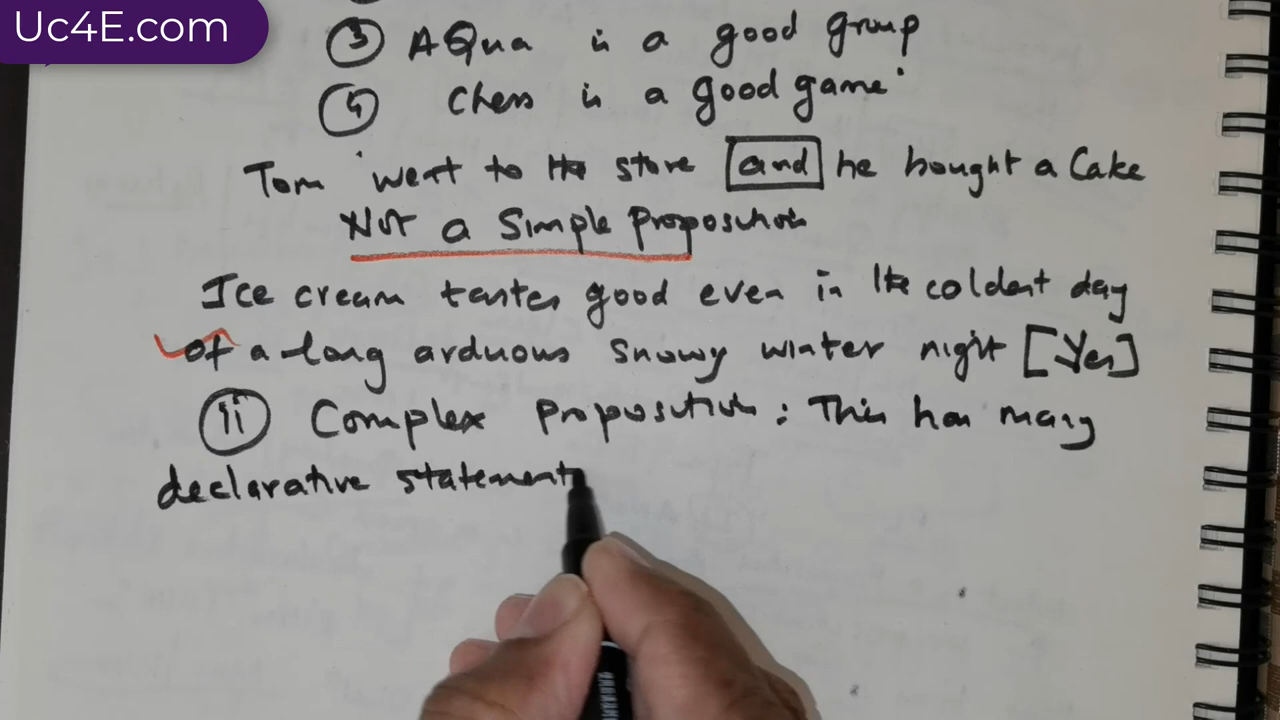 Uc4E.com
③ AQua is a good group
④ Chess is a good game
Tom went to the store and he bought a Cake
Not a Simple Proposition
Ice cream tastes good even in the coldest day
of a long arduous snowy winter night [Yes]
ii Complex Proposition : This has many
declarative statement